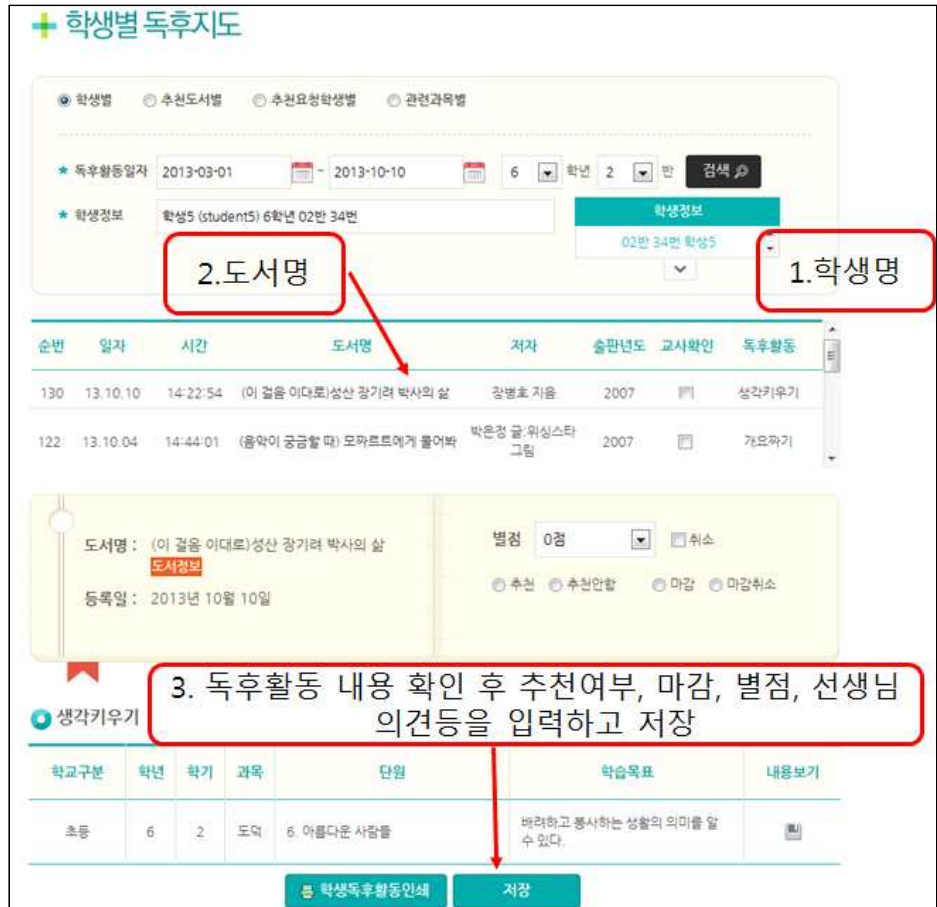 학생별 독후지도
학생별 추천도서별 추천요청학생별 관련과목별
* 독후활동일자 2013-03-01 ~ 2013-10-10 6 학년 2 반 검색
* 학생정보 학생5 (student5) 6학년 02반 34번 학생정보
02반 34번 학생5
2.도서명
1.학생명
순번 일자 시간 도서명 저자 출판년도 교사확인 독후활동
130 13.10.10 14:22:54 (이 걸음 이대로)성산 장기려 박사의 삶 장병호 지음 2007 생각키우기
122 13.10.04 14:44:01 (음악이 궁금할 때) 모짜르트에게 물어봐 박은정 글:위싱스타 그림 2007 개요짜기
도서명 : (이 걸음 이대로)성산 장기려 박사의 삶
도서정보
등록일 : 2013년 10월 10일
별점 0점 취소
추천 추천안함 마감 마감취소
3. 독후활동 내용 확인 후 추천여부, 마감, 별점, 선생님
의견등을 입력하고 저장
생각키우기
학교구분 학년 학기 과목 단원 학습목표 내용보기
초등 6 2 도덕 6. 아름다운 사람들 배려하고 봉사하는 생활의 의미를 알
수 있다.
학생독후활동인쇄 저장